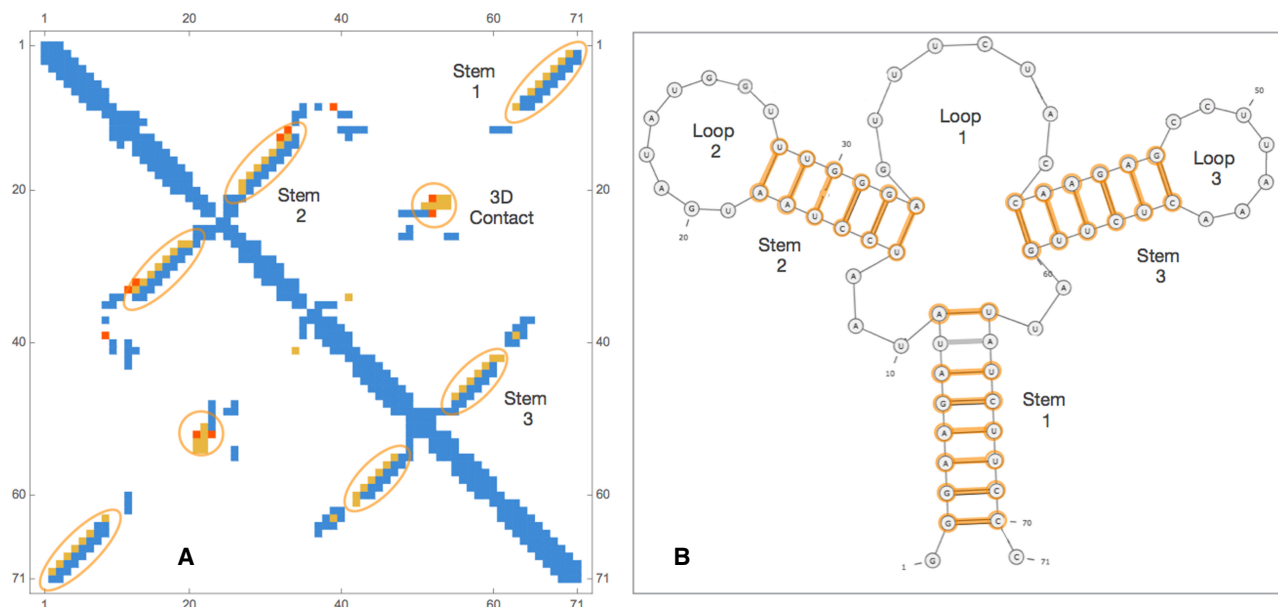 1 20 40 60 71
1 1
Stem
1
20 20
Stem
2
3D
Contact
40 40
Stem
3
60 60
71 71
1 20 40 60 71
A
U C
U U
G
U G
A U
U A
Loop
2
G A U U U G G G A
20
30
Stem
2
A A U C C U
A
A
U
10
U
G
Loop
1
A
C
C A A G A G
C C U
50
U
A
A
A
Loop
3
C U C U U G
60
Stem
3
A
U
A U
U A
A U
G C
A U
A U
G C
G C
70
Stem
1
1 G
C 71
B